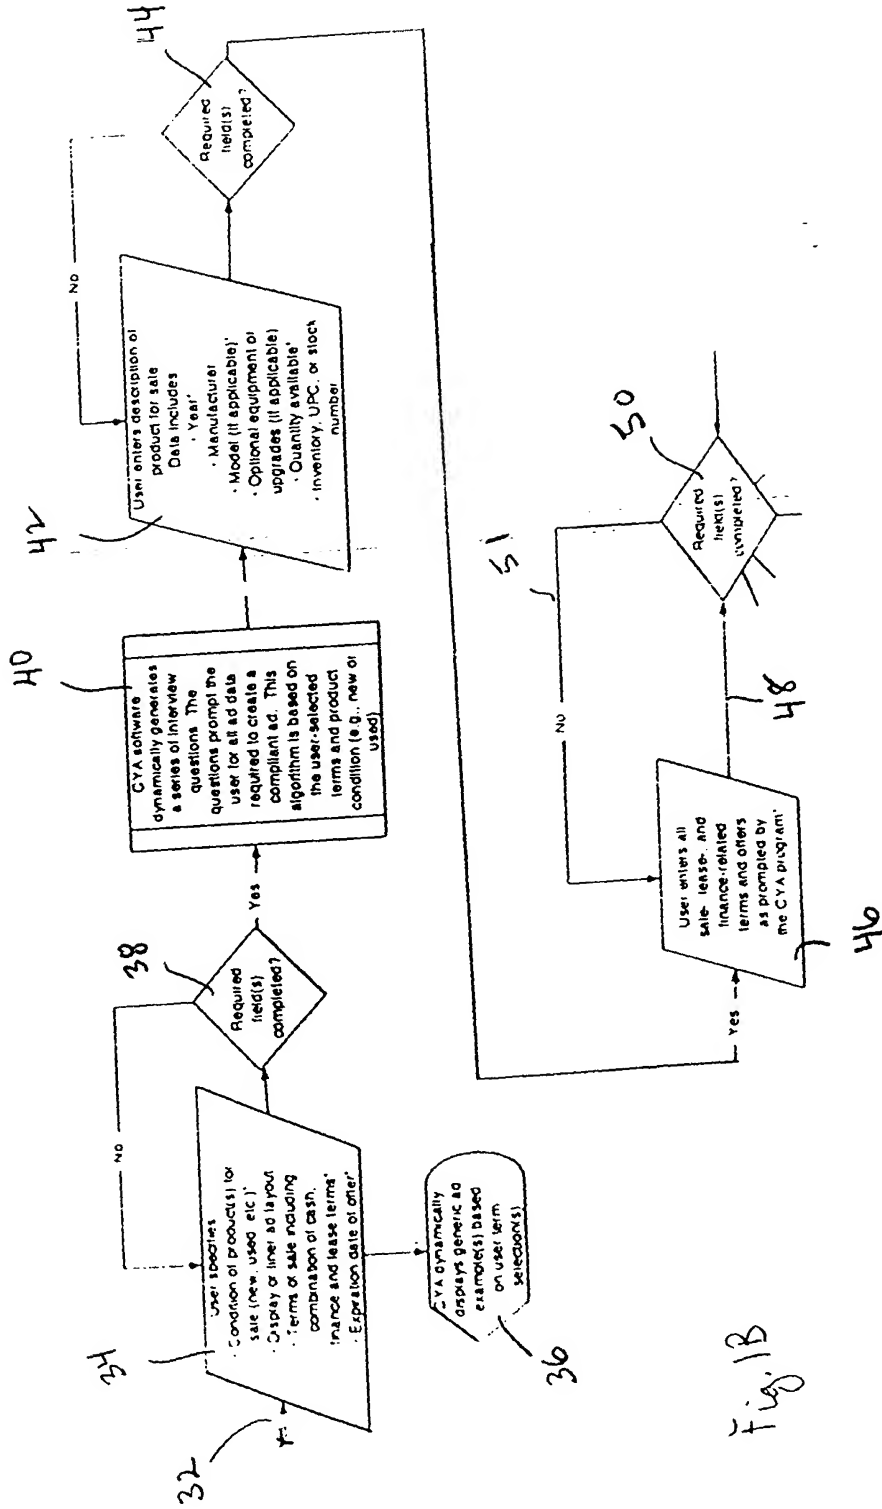 32
34
User specifies
· Condition of product(s) for
sale (new, used etc)*
· Display or liner ad layout
· Terms or sale including
combination of cash,
finance and lease terms*
· Expiration date of offer*
NO
36
CYA dynamically
displays generic ad
example(s) based
on user term
selection(s)
38
Required
field(s)
completed?
Yes
40
CYA software
dynamically generates
a series of interview
questions The
questions prompt the
user for all ad data
required to create a
compliant ad. This
algorithm is based on
the user-selected
terms and product
condition (e.g., new or
used)
42
User enters description of
product for sale
Data includes
· Year*
· Manufacturer
· Model (if applicable)*
· Optional equipment or
upgrades (if applicable)
· Quantity available*
· Inventory, UPC, or stock
number
NO
44
Required
field(s)
completed?
Yes
46
User enters all
sale- lease-, and
finance-related
terms and offers
as prompted by
the CYA program*
48
NO
51
50
Required
field(s)
completed?
Fig. 1B